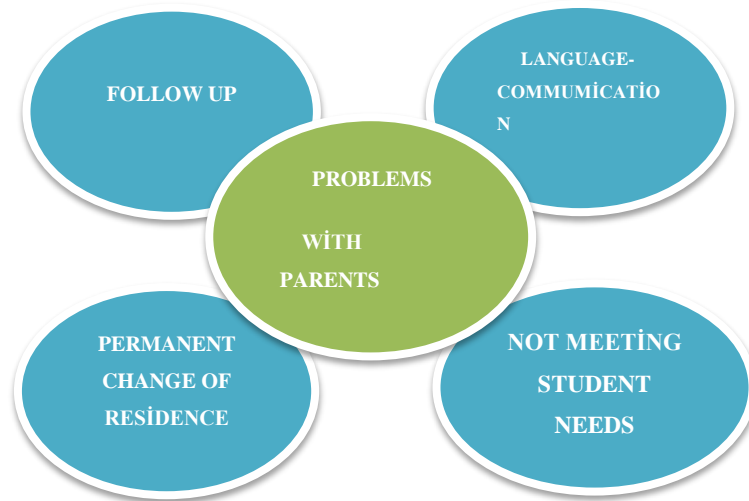 FOLLOW UP
LANGUAGE-
COMMUMİCATİO
N
PROBLEMS
WİTH
PARENTS
PERMANENT
CHANGE OF
RESİDENCE
NOT MEETİNG
STUDENT
NEEDS